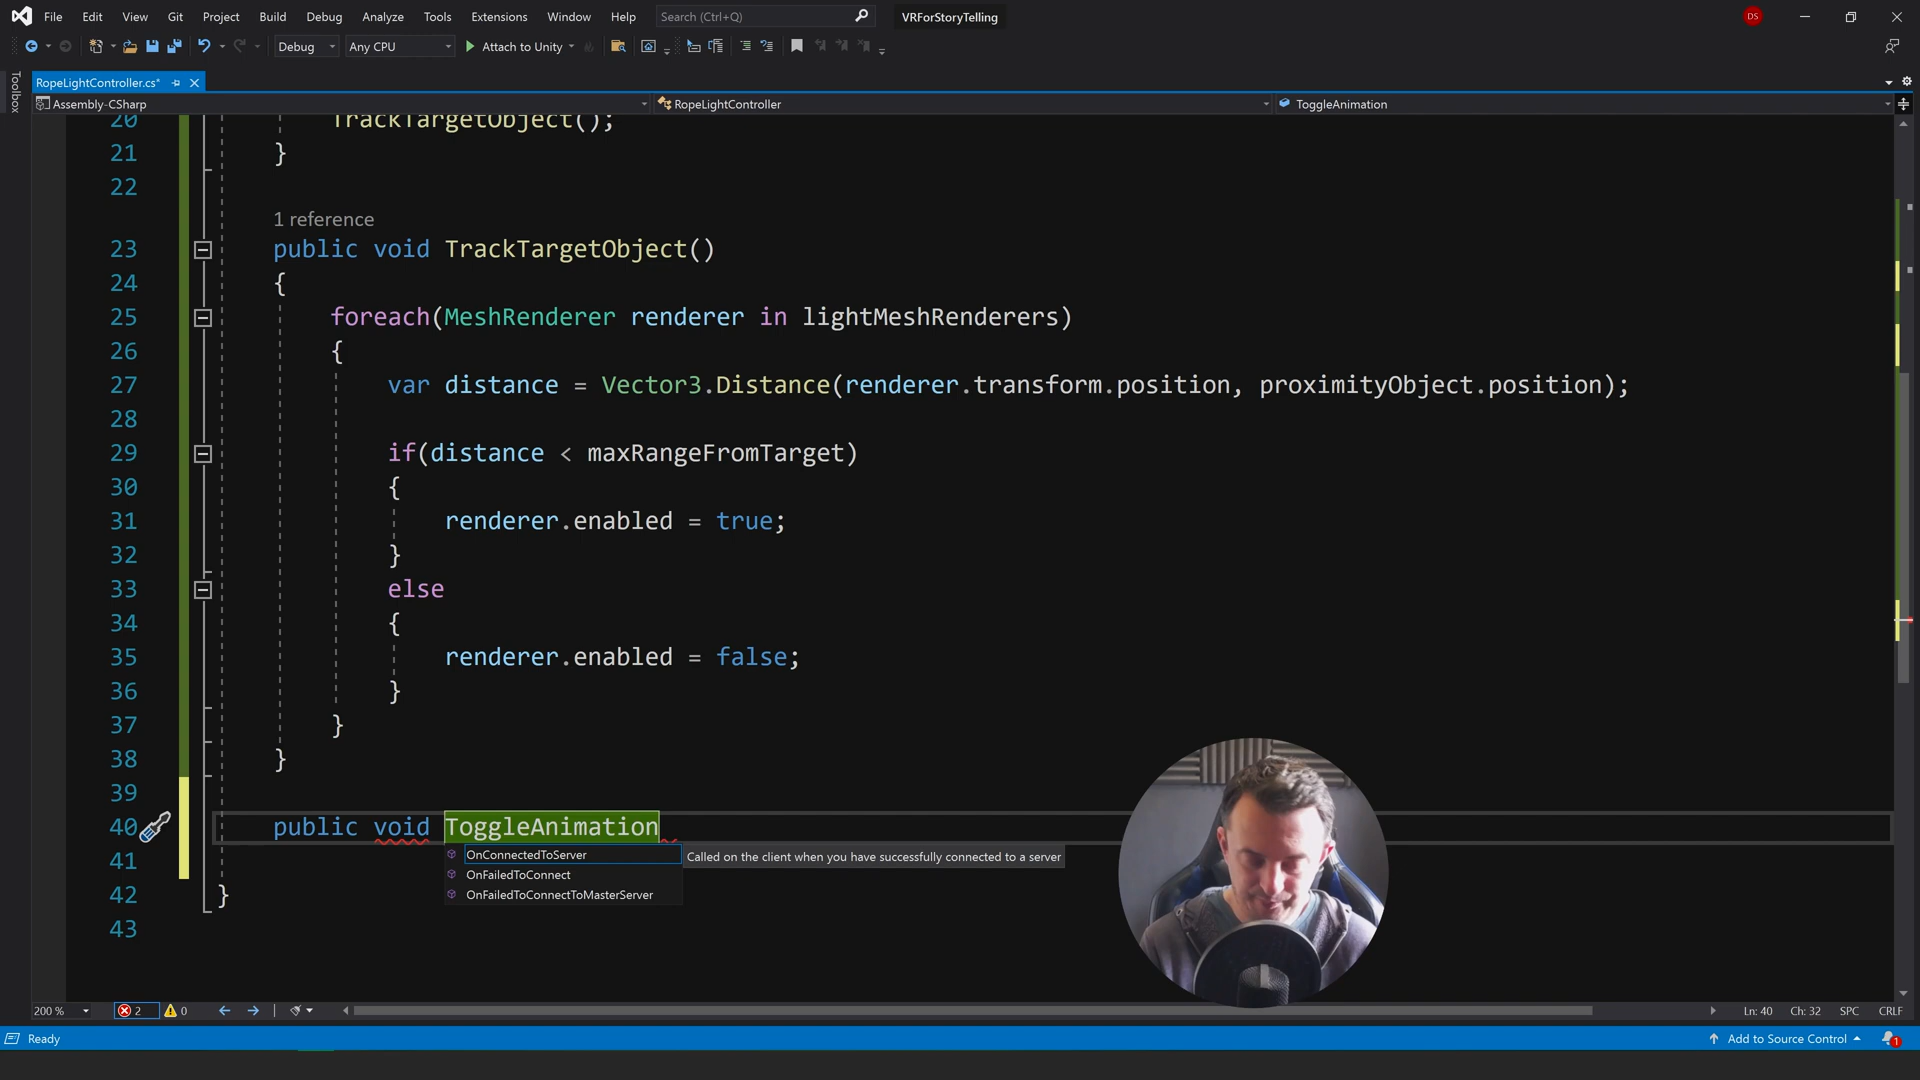 File Edit View Git Project Build Debug Analyze Tools Extensions Window Help Search (Ctrl+Q) VRForStoryTelling DS
Debug Any CPU Attach to Unity
Toolbox
RopeLightController.cs*
Assembly-CSharp RopeLightController ToggleAnimation
20 TrackTargetObject();
21 }
22
1 reference
23 public void TrackTargetObject()
24 {
25 foreach(MeshRenderer renderer in lightMeshRenderers)
26 {
27 var distance = Vector3.Distance(renderer.transform.position, proximityObject.position);
28
29 if(distance < maxRangeFromTarget)
30 {
31 renderer.enabled = true;
32 }
33 else
34 {
35 renderer.enabled = false;
36 }
37 }
38 }
39
40 public void ToggleAnimation
41
OnConnectedToServer Called on the client when you have successfully connected to a server
OnFailedToConnect
OnFailedToConnectToMasterServer
42 }
43
200 % 2 0 Ln: 40 Ch: 32 SPC CRLF
Ready Add to Source Control 1